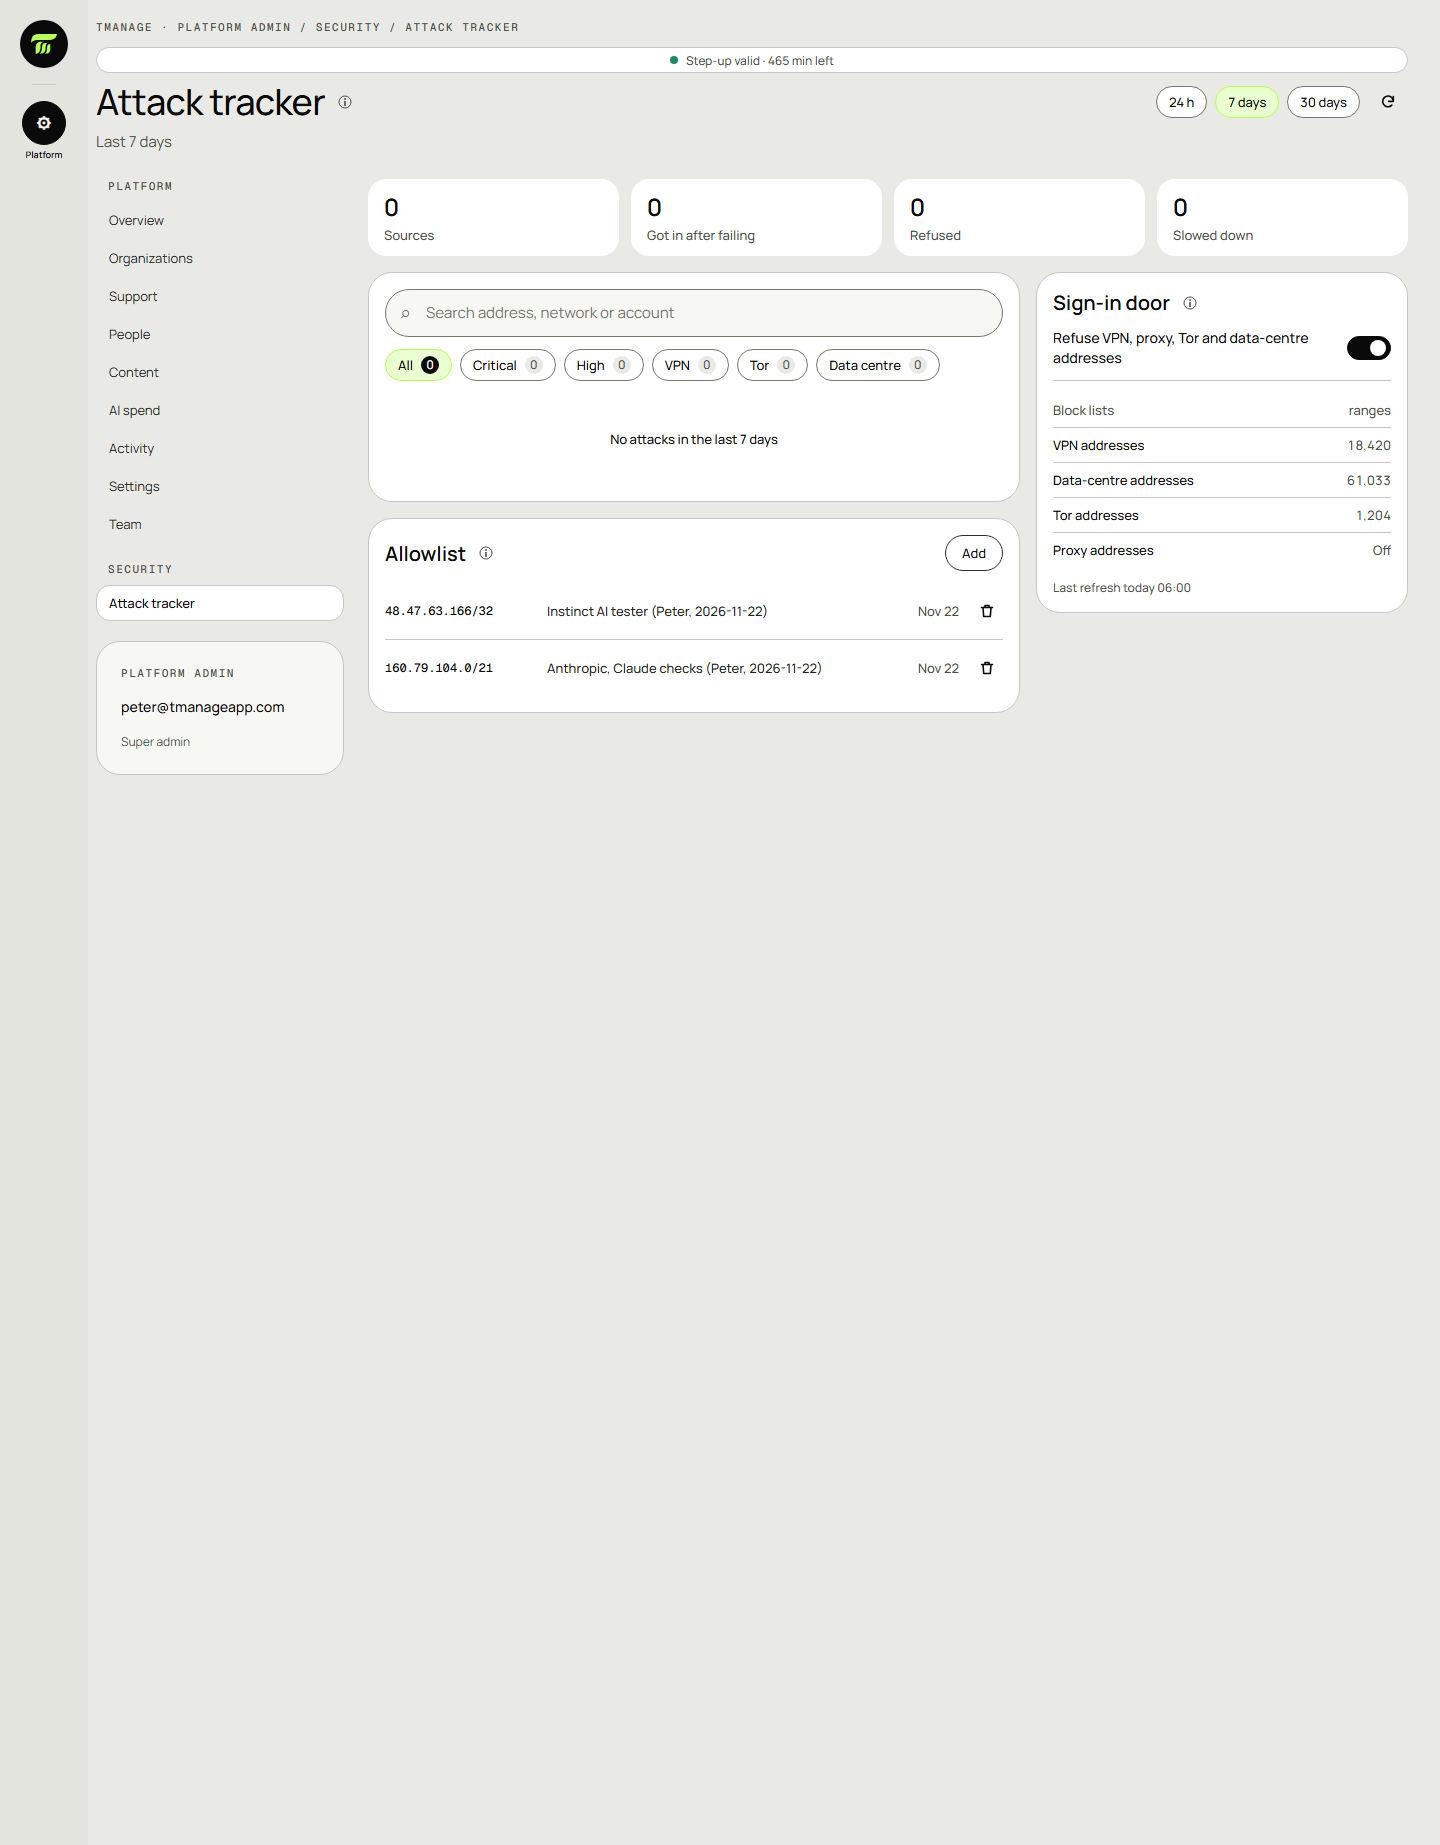 TMANAGE · PLATFORM ADMIN / SECURITY / ATTACK TRACKER
Step-up valid · 465 min left
Attack tracker
24 h
7 days
30 days
Last 7 days
Platform
PLATFORM
Overview
Organizations
Support
People
Content
AI spend
Activity
Settings
Team
SECURITY
Attack tracker
PLATFORM ADMIN
peter@tmanageapp.com
Super admin
0
Sources
0
Got in after failing
0
Refused
0
Slowed down
Search address, network or account
All 0
Critical 0
High 0
VPN 0
Tor 0
Data centre 0
No attacks in the last 7 days
Allowlist
Add
48.47.63.166/32 Instinct AI tester (Peter, 2026-11-22) Nov 22
160.79.104.0/21 Anthropic, Claude checks (Peter, 2026-11-22) Nov 22
Sign-in door
Refuse VPN, proxy, Tor and data-centre
addresses
Block lists ranges
VPN addresses 18,420
Data-centre addresses 61,033
Tor addresses 1,204
Proxy addresses Off
Last refresh today 06:00